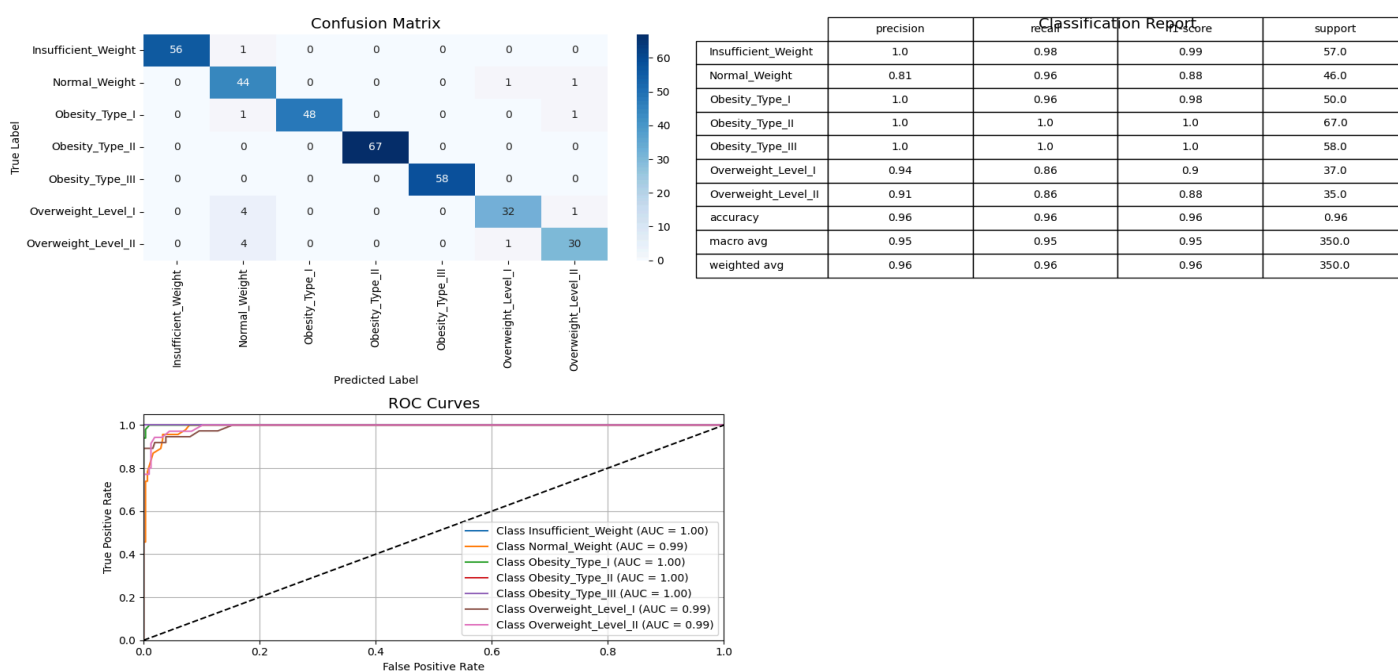 Confusion Matrix
Insufficient_Weight 56 1 0 0 0 0 0
Normal_Weight 0 44 0 0 0 1 1
Obesity_Type_I 0 1 48 0 0 0 1
Obesity_Type_II 0 0 0 67 0 0 0
Obesity_Type_III 0 0 0 0 58 0 0
Overweight_Level_I 0 4 0 0 0 32 1
Overweight_Level_II 0 4 0 0 0 1 30
True Label
Insufficient_Weight
Normal_Weight
Obesity_Type_I
Obesity_Type_II
Obesity_Type_III
Overweight_Level_I
Overweight_Level_II
Predicted Label
60
50
40
30
20
10
0
Classification Report
precision recall f1-score support
Insufficient_Weight 1.0 0.98 0.99 57.0
Normal_Weight 0.81 0.96 0.88 46.0
Obesity_Type_I 1.0 0.96 0.98 50.0
Obesity_Type_II 1.0 1.0 1.0 67.0
Obesity_Type_III 1.0 1.0 1.0 58.0
Overweight_Level_I 0.94 0.86 0.9 37.0
Overweight_Level_II 0.91 0.86 0.88 35.0
accuracy 0.96 0.96 0.96 0.96
macro avg 0.95 0.95 0.95 350.0
weighted avg 0.96 0.96 0.96 350.0
ROC Curves
True Positive Rate
1.0
0.8
0.6
0.4
0.2
0.0
Class Insufficient_Weight (AUC = 1.00)
Class Normal_Weight (AUC = 0.99)
Class Obesity_Type_I (AUC = 1.00)
Class Obesity_Type_II (AUC = 1.00)
Class Obesity_Type_III (AUC = 1.00)
Class Overweight_Level_I (AUC = 0.99)
Class Overweight_Level_II (AUC = 0.99)
0.0 0.2 0.4 0.6 0.8 1.0
False Positive Rate